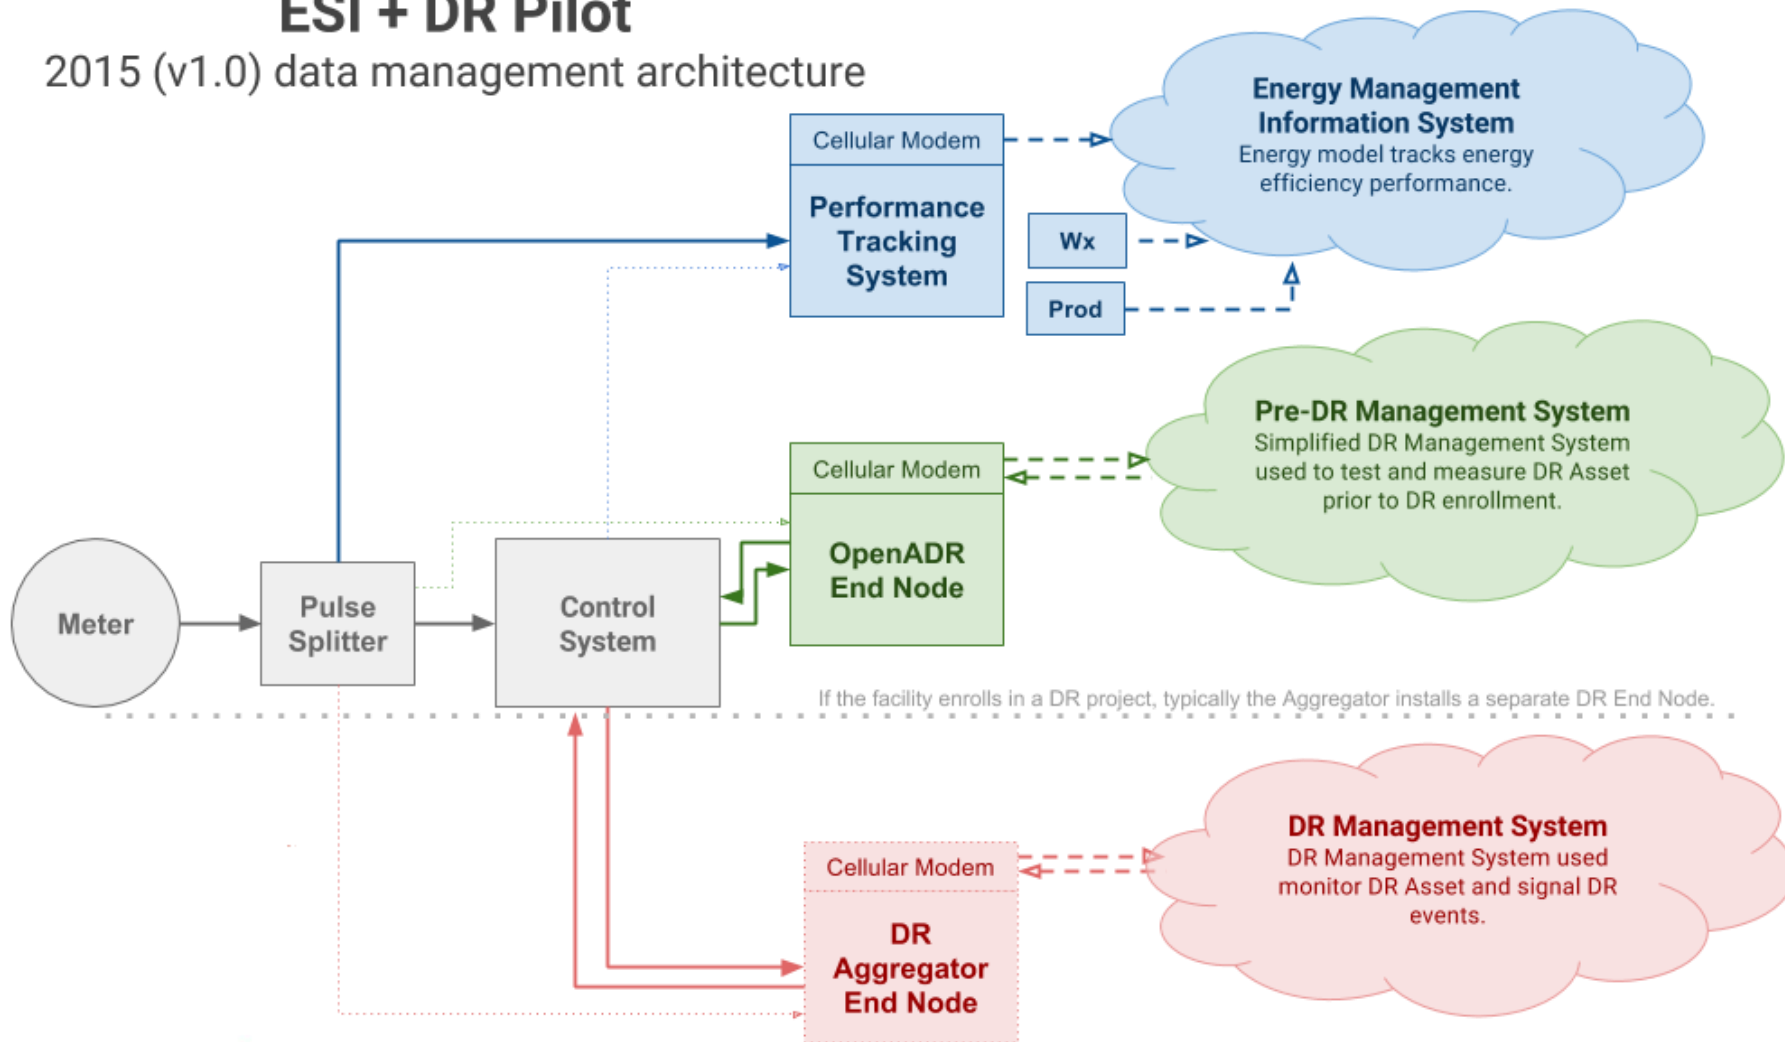 ESI + DR Pilot
2015 (v1.0) data management architecture
Cellular Modem
Performance
Tracking
System
Energy Management
Information System
Energy model tracks energy
efficiency performance.
Wx
Prod
Cellular Modem
OpenADR
End Node
Pre-DR Management System
Simplified DR Management System
used to test and measure DR Asset
prior to DR enrollment.
Meter
Pulse
Splitter
Control
System
If the facility enrolls in a DR project, typically the Aggregator installs a separate DR End Node.
Cellular Modem
DR
Aggregator
End Node
DR Management System
DR Management System used
monitor DR Asset and signal DR
events.